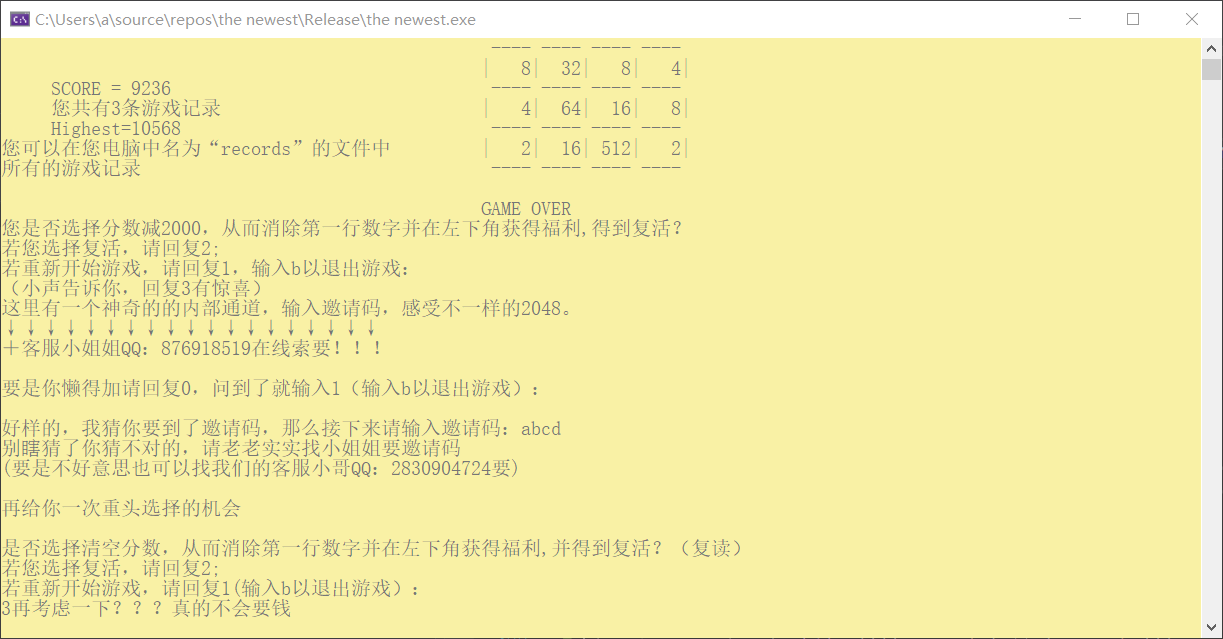 C:\Users\a\source\repos\the newest\Release\the newest.exe
---- ---- ---- ----
| 8| 32| 8| 4|
SCORE = 9236 ---- ---- ---- ----
您共有3条游戏记录 | 4| 64| 16| 8|
Highest=10568 ---- ---- ---- ----
您可以在您电脑中名为“records”的文件中 | 2| 16| 512| 2|
所有的游戏记录 ---- ---- ---- ----
GAME OVER
您是否选择分数减2000，从而消除第一行数字并在左下角获得福利,得到复活？
若您选择复活，请回复2;
若重新开始游戏，请回复1，输入b以退出游戏：
（小声告诉你，回复3有惊喜）
这里有一个神奇的的内部通道，输入邀请码，感受不一样的2048。
↓↓↓↓↓↓↓↓↓↓↓↓↓↓↓↓↓↓↓
＋客服小姐姐QQ：876918519在线索要！！！
要是你懒得加请回复0，问到了就输入1（输入b以退出游戏）：
好样的，我猜你要到了邀请码，那么接下来请输入邀请码：abcd
别瞎猜了你猜不对的，请老老实实找小姐姐要邀请码
(要是不好意思也可以找我们的客服小哥QQ：2830904724要)
再给你一次重头选择的机会
是否选择清空分数，从而消除第一行数字并在左下角获得福利,并得到复活？（复读）
若您选择复活，请回复2;
若重新开始游戏，请回复1(输入b以退出游戏）：
3再考虑一下？？？真的不会要钱